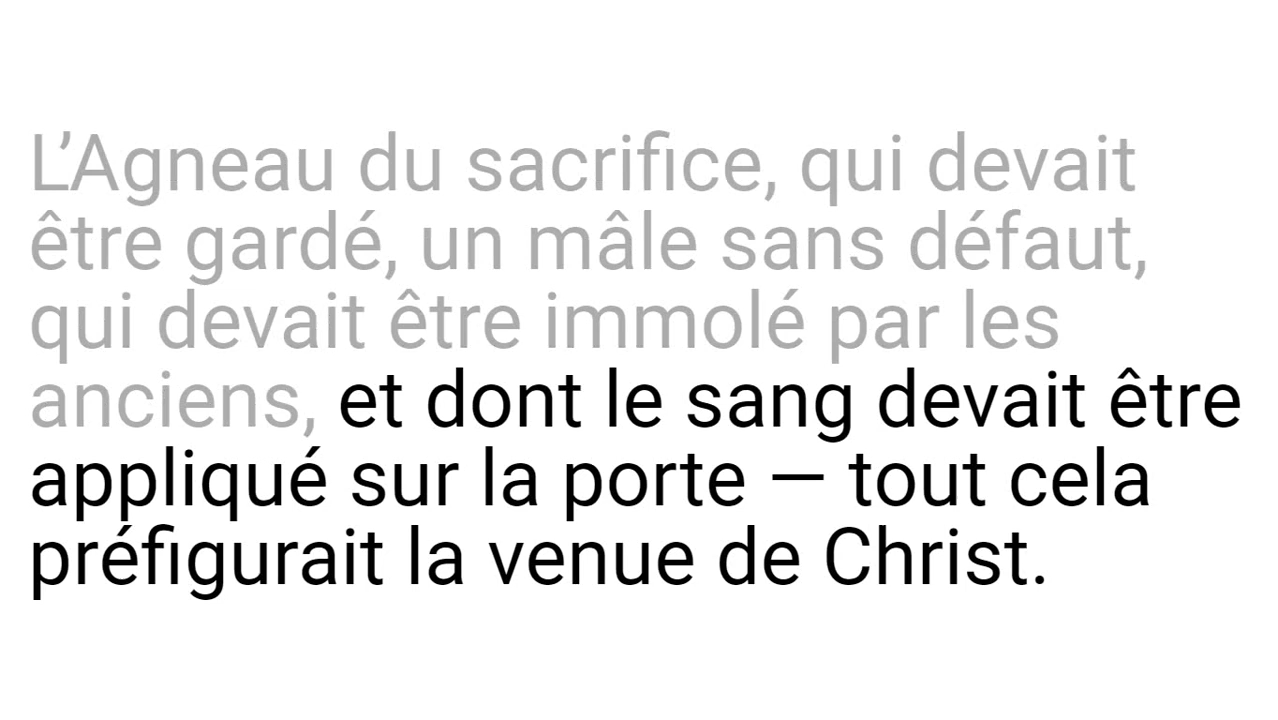 L’Agneau du sacrifice, qui devait
être gardé, un mâle sans défaut,
qui devait être immolé par les
anciens, et dont le sang devait être
appliqué sur la porte — tout cela
préfigurait la venue de Christ.